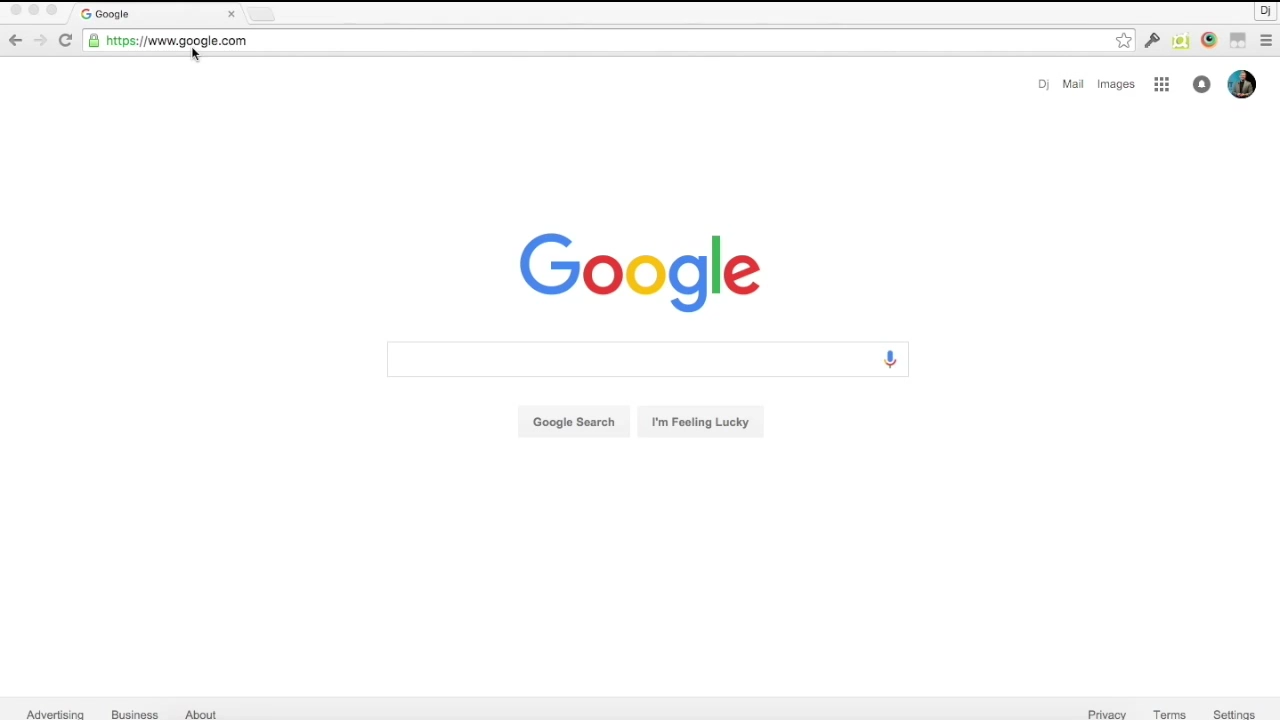 Google
Dj
https://www.google.com
Dj Mail Images
Google
Google Search I'm Feeling Lucky
Advertising Business About Privacy Terms Settings